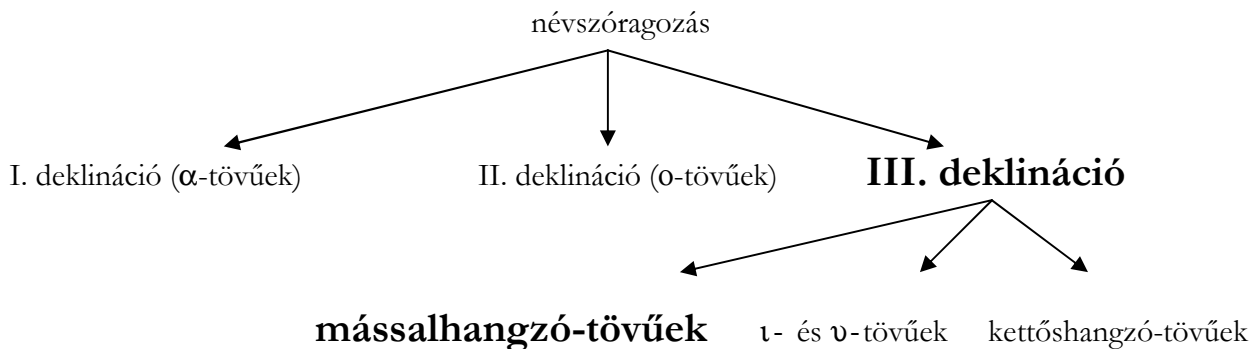 névszóragozás
I. deklináció (α-tövűek) II. deklináció (ο-tövűek) III. deklináció
mássalhangzó-tövűek ι- és υ-tövűek kettőshangzó-tövűek